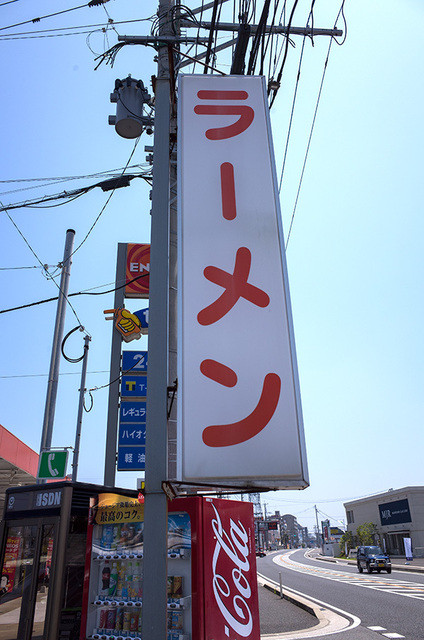 ラーメン
EN
2
T T-
レギュラ
ハイオ
軽油
ISDN
最高のコク。
Cola